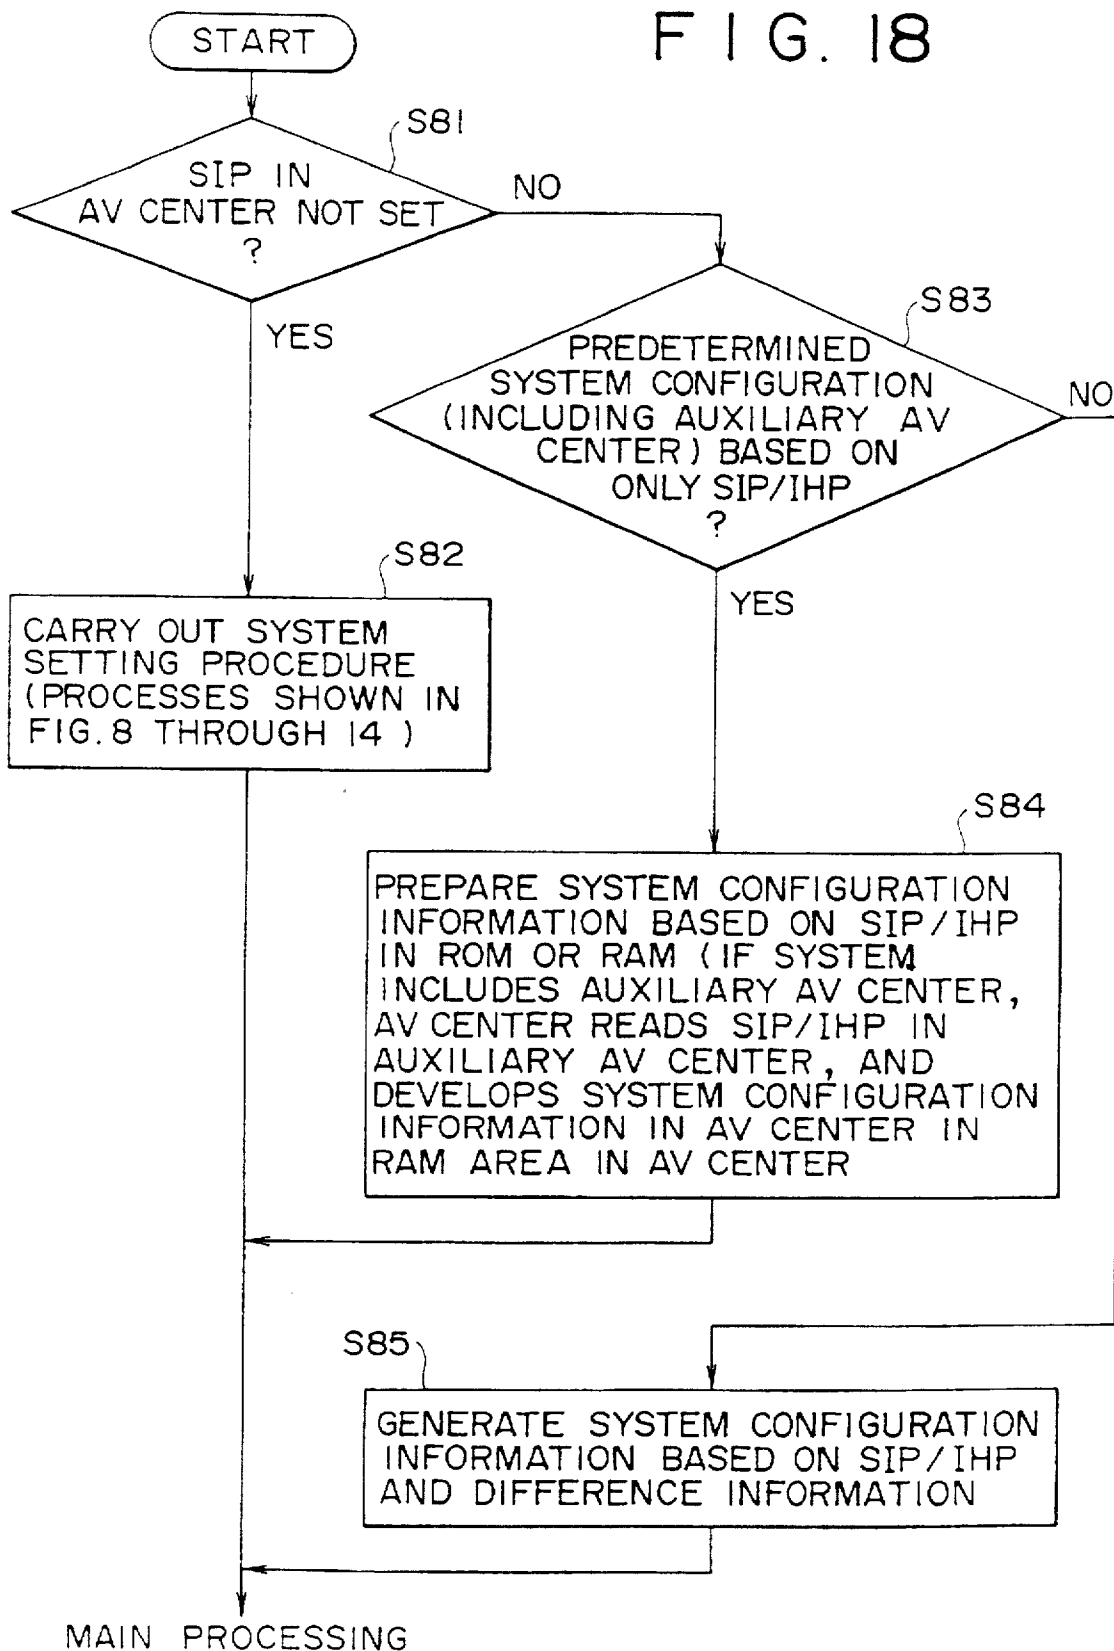 FIG. 18
START
S81
SIP IN
AV CENTER NOT SET
?
NO
YES
S83
PREDETERMINED
SYSTEM CONFIGURATION
(INCLUDING AUXILIARY AV
CENTER) BASED ON
ONLY SIP/IHP
?
NO
YES
S82
CARRY OUT SYSTEM
SETTING PROCEDURE
(PROCESSES SHOWN IN
FIG. 8 THROUGH 14 )
S84
PREPARE SYSTEM CONFIGURATION
INFORMATION BASED ON SIP/IHP
IN ROM OR RAM (IF SYSTEM
INCLUDES AUXILIARY AV CENTER,
AV CENTER READS SIP/IHP IN
AUXILIARY AV CENTER, AND
DEVELOPS SYSTEM CONFIGURATION
INFORMATION IN AV CENTER IN
RAM AREA IN AV CENTER
S85
GENERATE SYSTEM CONFIGURATION
INFORMATION BASED ON SIP/IHP
AND DIFFERENCE INFORMATION
MAIN PROCESSING